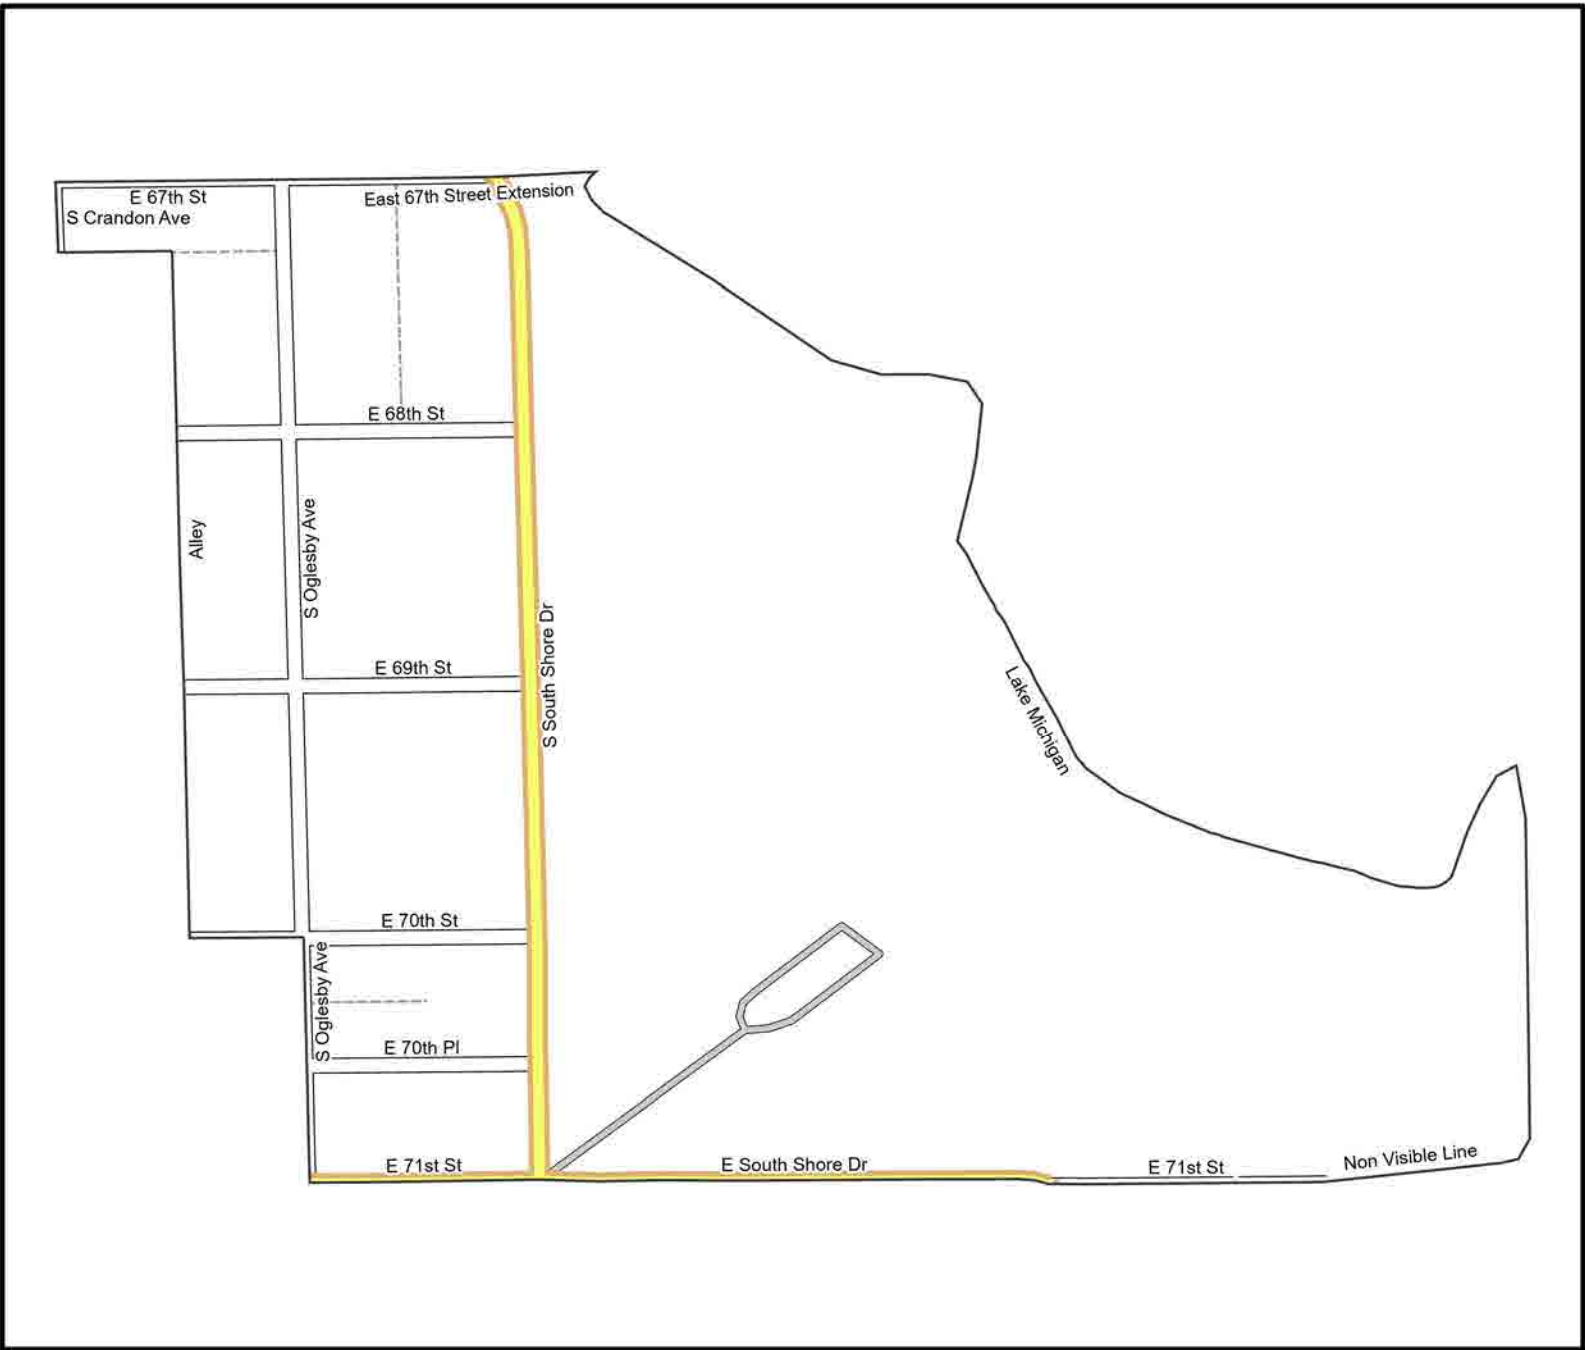 E 67th St
East 67th Street Extension
S Crandon Ave
E 68th St
Alley
S Oglesby Ave
S South Shore Dr
E 69th St
Lake Michigan
E 70th St
S Oglesby Ave
E 70th Pl
E 71st St
E South Shore Dr
E 71st St
Non Visible Line